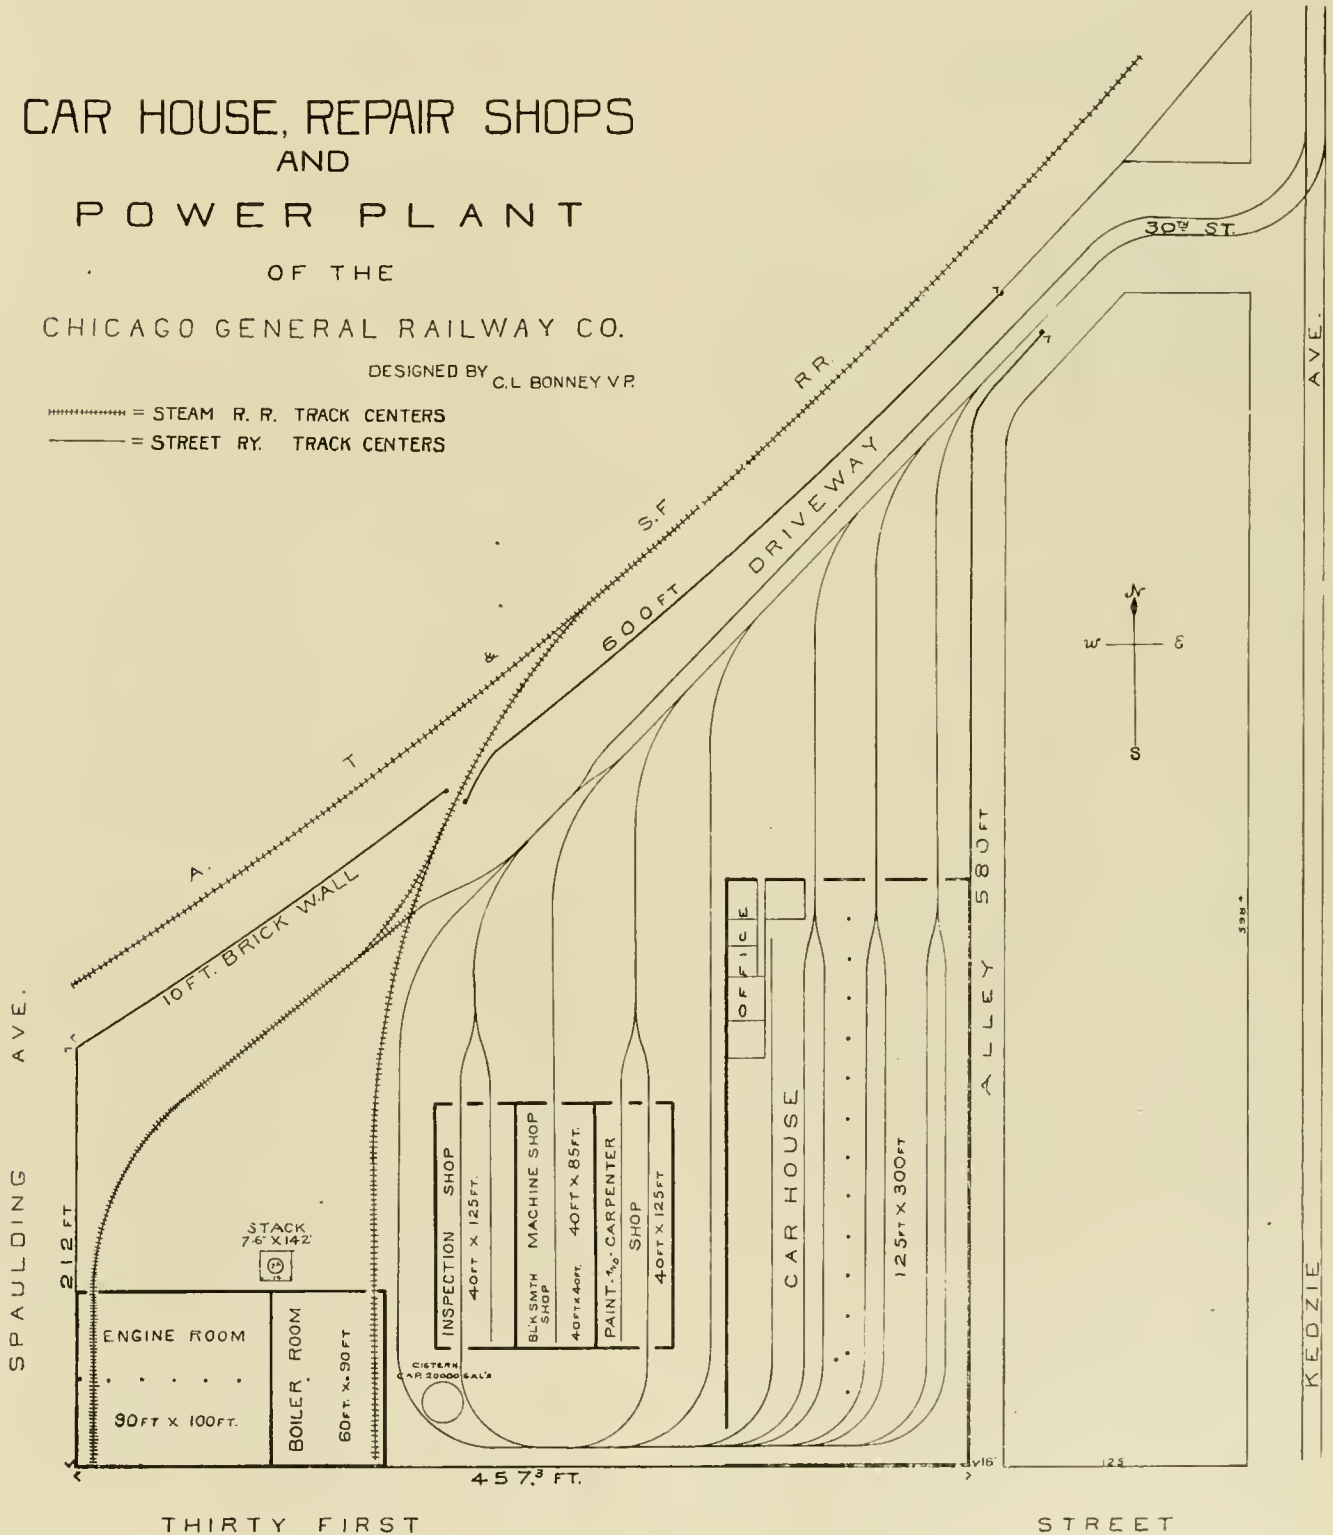 CAR HOUSE, REPAIR SHOPS
AND
POWER PLANT
OF THE
CHICAGO GENERAL RAILWAY CO.
DESIGNED BY C.L BONNEY V P.
= STEAM R. R. TRACK CENTERS
= STREET RY. TRACK CENTERS
30TH ST.
AVE.
R R.
S.F
&
T
A.
DRIVEWAY
600 FT
N
W
E
S
10 FT. BRICK WALL
ALLEY 580 FT
398.4
OFFICE
CAR HOUSE
125 FT X 300 FT
SPAULDING AVE.
212 FT
STACK
7'-6" X 142'
INSPECTION SHOP
40 FT X 125 FT.
BL'K SMTH SHOP
40 FT X 40 FT.
MACHINE SHOP
40 FT X 85 FT.
PAINT- AND - CARPENTER
SHOP
40 FT X 125 FT
ENGINE ROOM
90 FT X 100 FT.
BOILER ROOM
60 FT. X 90 FT
CISTERN
CAP. 20000 GAL'S
KEDZIE
457.3 FT.
16'
125
THIRTY FIRST STREET